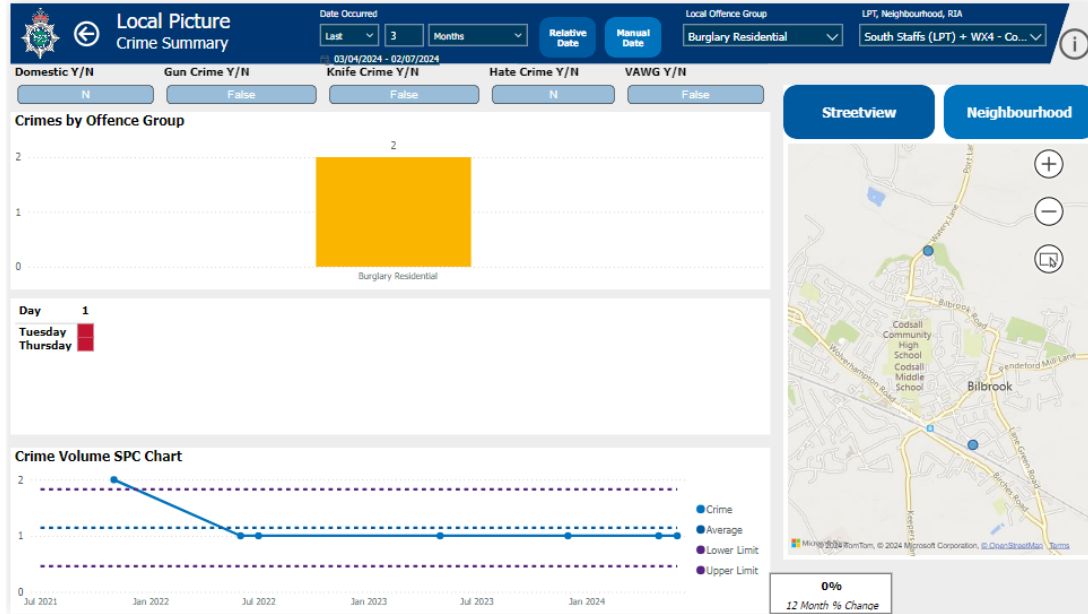 Local Picture
Crime Summary
Date Occurred
Last
3
Months
03/04/2024 - 02/07/2024
Relative
Date
Manual
Date
Local Offence Group
Burglary Residential
LPT, Neighbourhood, RIA
South Staffs (LPT) + WX4 - Co...
i
Domestic Y/N
Gun Crime Y/N
Knife Crime Y/N
Hate Crime Y/N
VAWG Y/N
N
False
False
N
False
Crimes by Offence Group
2
1
0
2
Burglary Residential
Day 1
Tuesday
Thursday
Crime Volume SPC Chart
2
1
0
Jul 2021
Jan 2022
Jul 2022
Jan 2023
Jul 2023
Jan 2024
Crime
Average
Lower Limit
Upper Limit
Streetview
Neighbourhood
Watery Lane
Bilbrook Road
Codsall
Community
High
School
Codsall
Middle
School
Wolverhampton Road
Bilbrook
Lane Green Road
Birches Road
© 2024 Microsoft Corporation, © OpenStreetMap Terms
0%
12 Month % Change